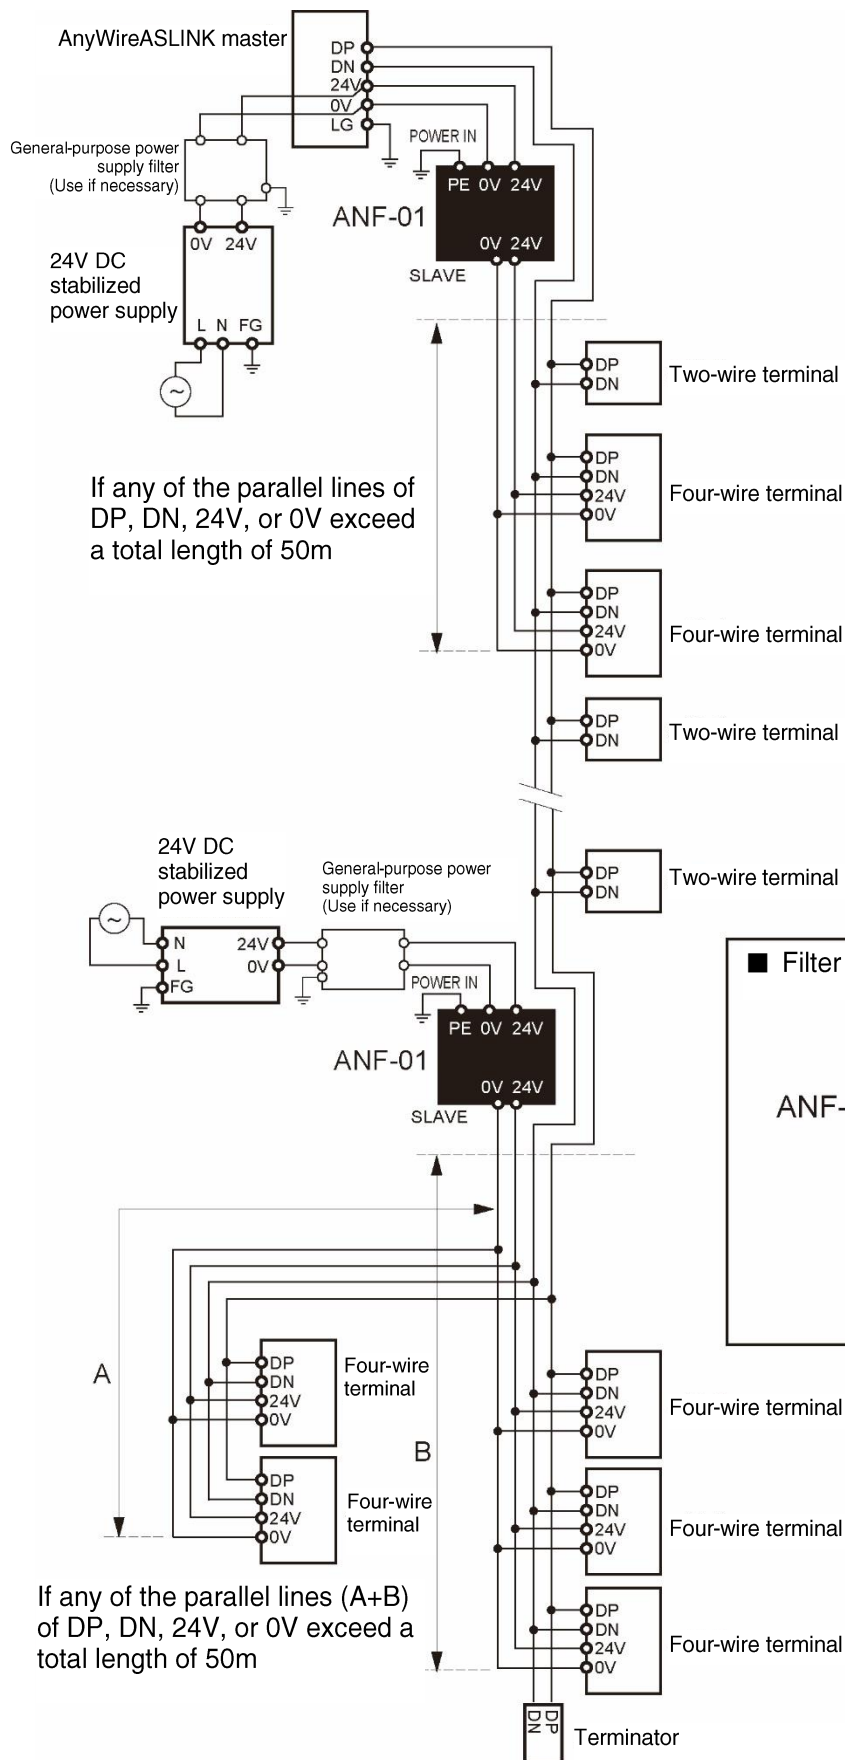 AnyWireASLINK master
DP
DN
24V
0V
LG
General-purpose power
supply filter
(Use if necessary)
POWER IN
PE 0V 24V
ANF-01
0V 24V
SLAVE
0V 24V
24V DC
stabilized
power supply
L N FG
~
DP
DN
Two-wire terminal
If any of the parallel lines of
DP, DN, 24V, or 0V exceed
a total length of 50m
DP
DN
24V
0V
Four-wire terminal
DP
DN
24V
0V
Four-wire terminal
DP
DN
Two-wire terminal
24V DC
stabilized
power supply
General-purpose power
supply filter
(Use if necessary)
DP
DN
Two-wire terminal
~
N 24V
L 0V
FG
POWER IN
PE 0V 24V
ANF-01
0V 24V
SLAVE
■ Filter
ANF-
A
DP
DN
24V
0V
Four-wire
terminal
B
DP
DN
24V
0V
Four-wire
terminal
DP
DN
24V
0V
Four-wire terminal
DP
DN
24V
0V
Four-wire terminal
DP
DN
24V
0V
Four-wire terminal
If any of the parallel lines (A+B)
of DP, DN, 24V, or 0V exceed a
total length of 50m
DN
DP
Terminator